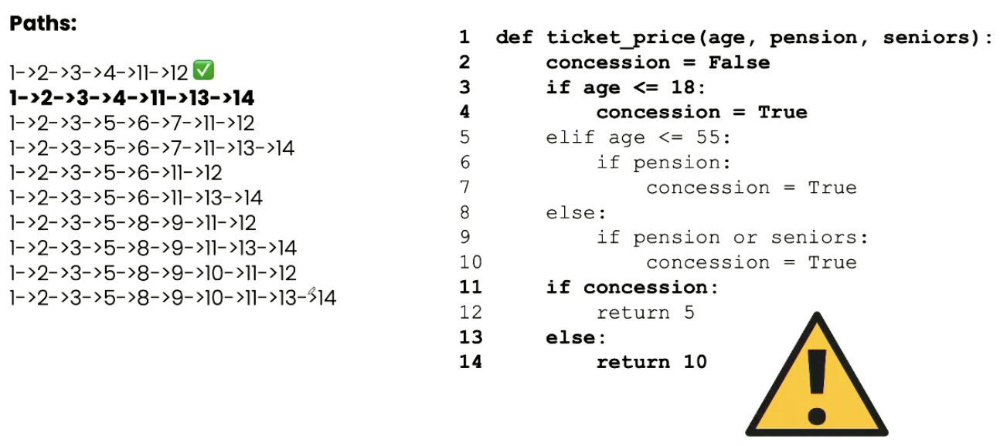 Paths:
1->2->3->4->11->12 ✅
1->2->3->4->11->13->14
1->2->3->5->6->7->11->12
1->2->3->5->6->7->11->13->14
1->2->3->5->6->11->12
1->2->3->5->6->11->13->14
1->2->3->5->8->9->11->12
1->2->3->5->8->9->11->13->14
1->2->3->5->8->9->10->11->12
1->2->3->5->8->9->10->11->13->14
1 def ticket_price(age, pension, seniors):
2     concession = False
3     if age <= 18:
4         concession = True
5     elif age <= 55:
6         if pension:
7             concession = True
8     else:
9         if pension or seniors:
10             concession = True
11     if concession:
12         return 5
13     else:
14         return 10
!